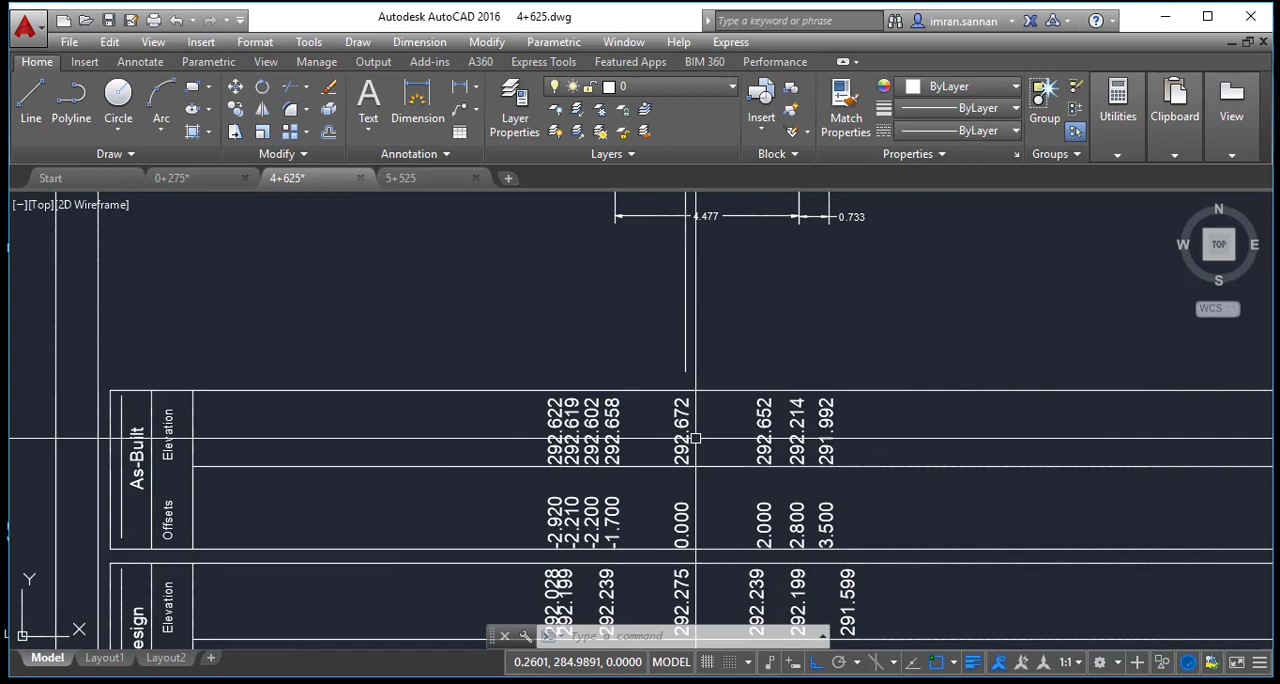 Autodesk AutoCAD 2016 4+625.dwg Type a keyword or phrase imran.sannan
File Edit View Insert Format Tools Draw Dimension Modify Parametric Window Help Express
Home Insert Annotate Parametric View Manage Output Add-ins A360 Express Tools Featured Apps BIM 360 Performance
0 ByLayer
ByLayer
ByLayer
Line Polyline Circle Arc Text Dimension Layer Properties Insert Match Properties Group Utilities Clipboard View
Draw Modify Annotation Layers Block Properties Groups
Start 0+275* 4+625* 5+525
[−][Top][2D Wireframe]
4.477 0.733
N
W TOP E
S
WCS
As-Built
Elevation 292.622 292.619 292.602 292.658 292.672 292.652 292.214 291.992
Offsets -2.920 -2.210 -2.200 -1.700 0.000 2.000 2.800 3.500
esign
Elevation 292.028 292.199 292.239 292.275 292.239 292.199 291.599
Y
X
Type a command
Model Layout1 Layout2
0.2601, 284.9891, 0.0000 MODEL 1:1